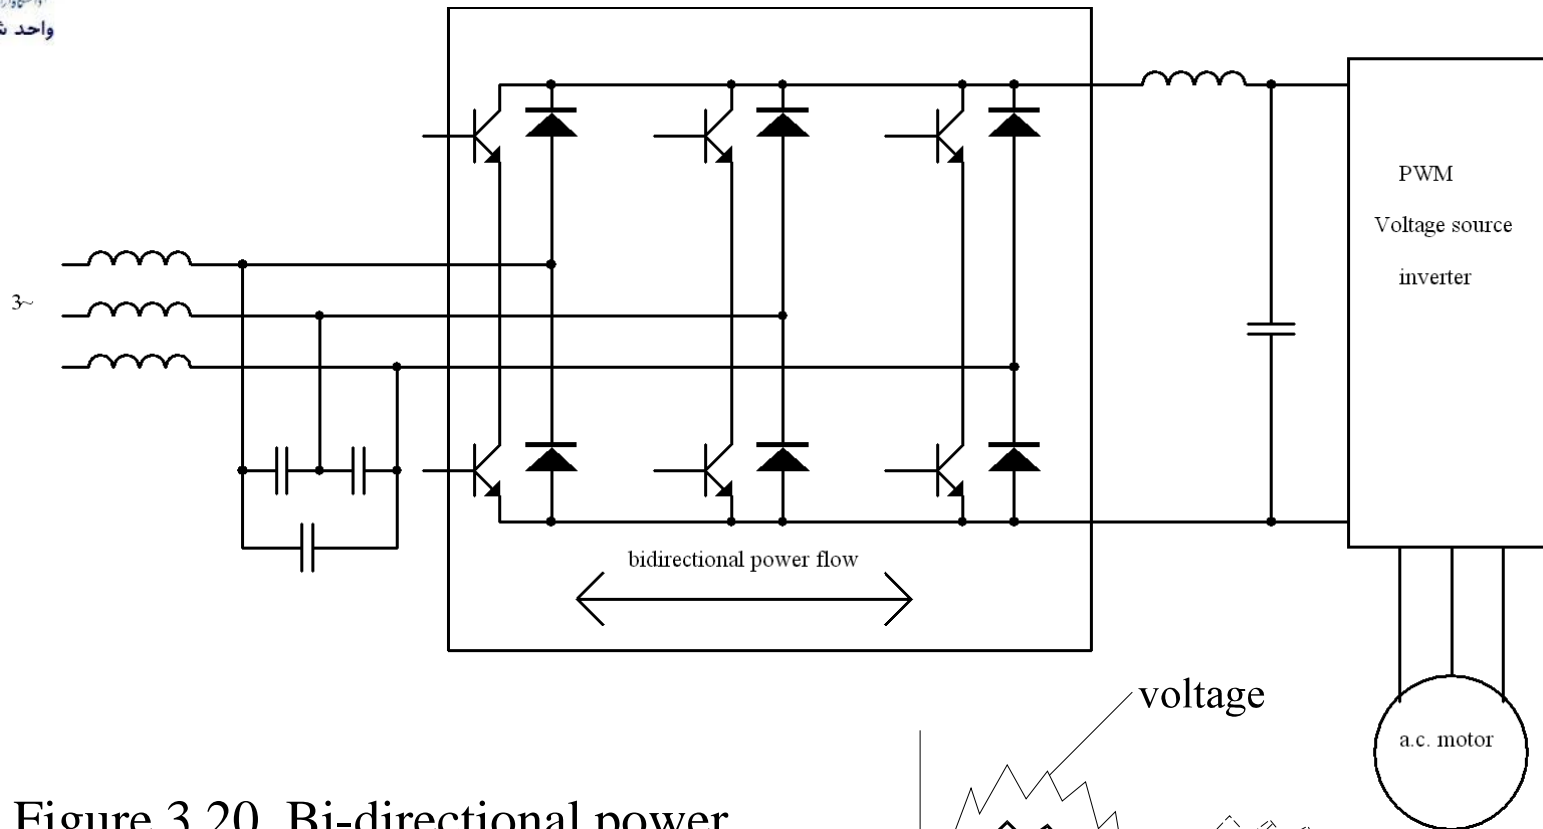 واحد
3~
PWM
Voltage source
inverter
bidirectional power flow
voltage
a.c. motor
Figure 3.20 Bi-directional power